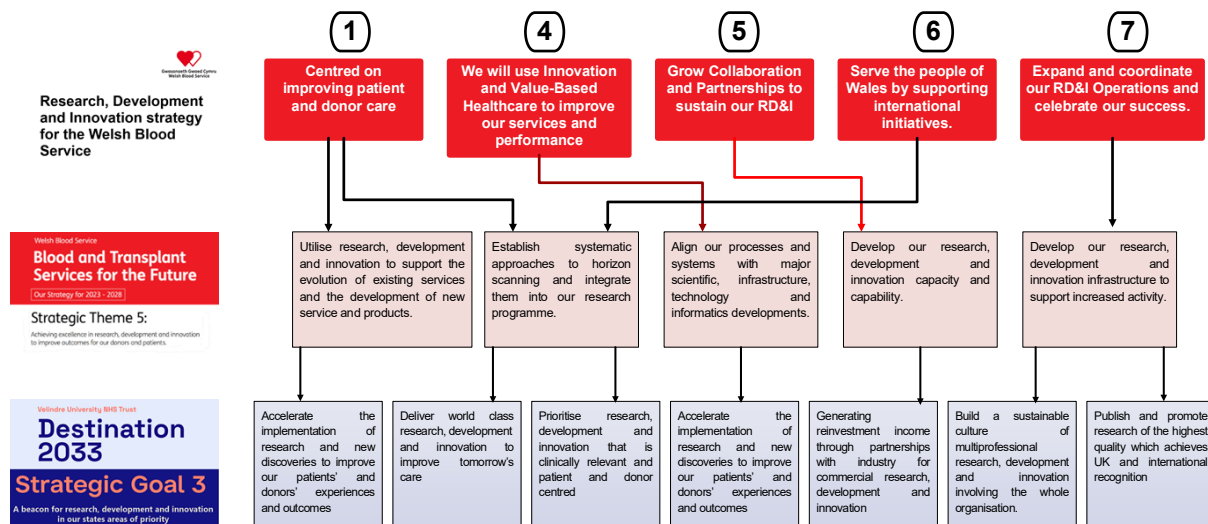 1
4
5
6
7
Gwasanaeth Gwaed Cymru
Welsh Blood Service
Research, Development
and Innovation strategy
for the Welsh Blood
Service
Centred on
improving patient
and donor care
We will use Innovation
and Value-Based
Healthcare to improve
our services and
performance
Grow Collaboration
and Partnerships to
sustain our RD&I
Serve the people of
Wales by supporting
international
initiatives.
Expand and coordinate
our RD&I Operations and
celebrate our success.
Welsh Blood Service
Blood and Transplant
Services for the Future
Our Strategy for 2023 - 2028
Strategic Theme 5:
Achieving excellence in research, development and innovation
to improve outcomes for our donors and patients.
Utilise research, development
and innovation to support the
evolution of existing services
and the development of new
service and products.
Establish systematic
approaches to horizon
scanning and integrate
them into our research
programme.
Align our processes and
systems with major
scientific, infrastructure,
technology and
informatics developments.
Develop our research,
development and
innovation capacity and
capability.
Develop our research,
development and
innovation infrastructure to
support increased activity.
Velindre University NHS Trust
Destination
2033
Strategic Goal 3
A beacon for research, development and innovation
in our states areas of priority
Accelerate the
implementation of
research and new
discoveries to improve
our patients' and
donors' experiences
and outcomes
Deliver world class
research, development
and innovation to
improve tomorrow's
care
Prioritise research,
development and
innovation that is
clinically relevant and
patient and donor
centred
Accelerate the
implementation of
research and new
discoveries to improve
our patients' and
donors' experiences
and outcomes
Generating
reinvestment income
through partnerships
with industry for
commercial research,
development and
innovation
Build a sustainable
culture of
multiprofessional
research, development
and innovation
involving the whole
organisation.
Publish and promote
research of the highest
quality which achieves
UK and international
recognition